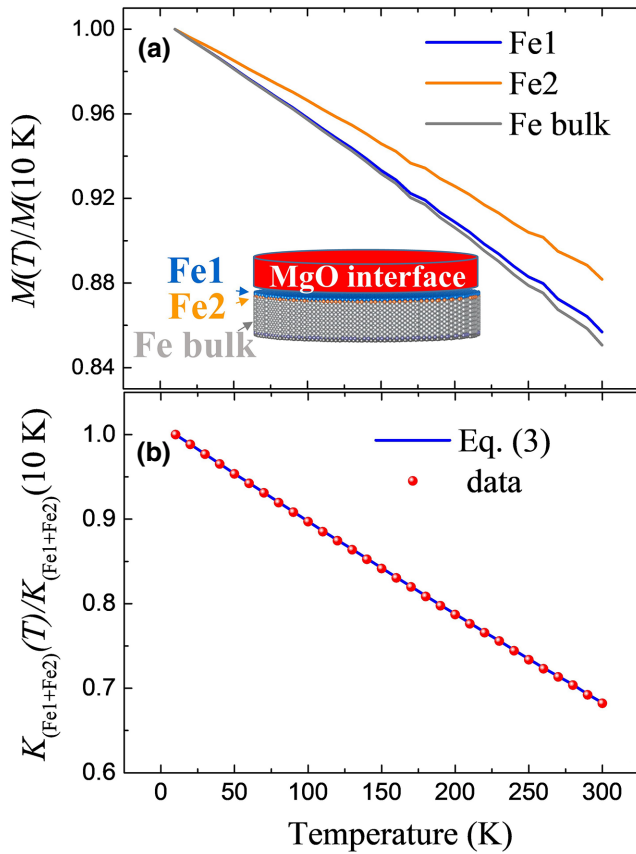 (a)
Fe1
Fe2
Fe bulk
1.00
0.96
0.92
0.88
0.84
M(T)/M(10 K)
Fe1
MgO interface
Fe2
Fe bulk
(b)
Eq. (3)
data
1.0
0.9
0.8
0.7
0.6
K(Fe1+Fe2)(T)/K(Fe1+Fe2)(10 K)
0 50 100 150 200 250 300
Temperature (K)